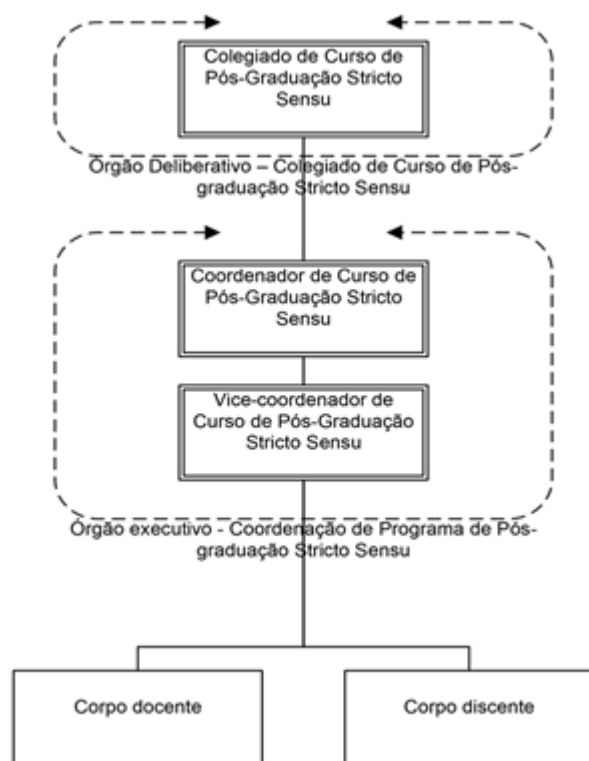 Colegiado de Curso de
Pós-Graduação Stricto
Sensu
Órgão Deliberativo – Colegiado de Curso de Pós-
graduação Stricto Sensu
Coordenador de Curso de
Pós-Graduação Stricto
Sensu
Vice-coordenador de
Curso de Pós-Graduação
Stricto Sensu
Órgão executivo - Coordenação de Programa de Pós-
graduação Stricto Sensu
Corpo docente
Corpo discente